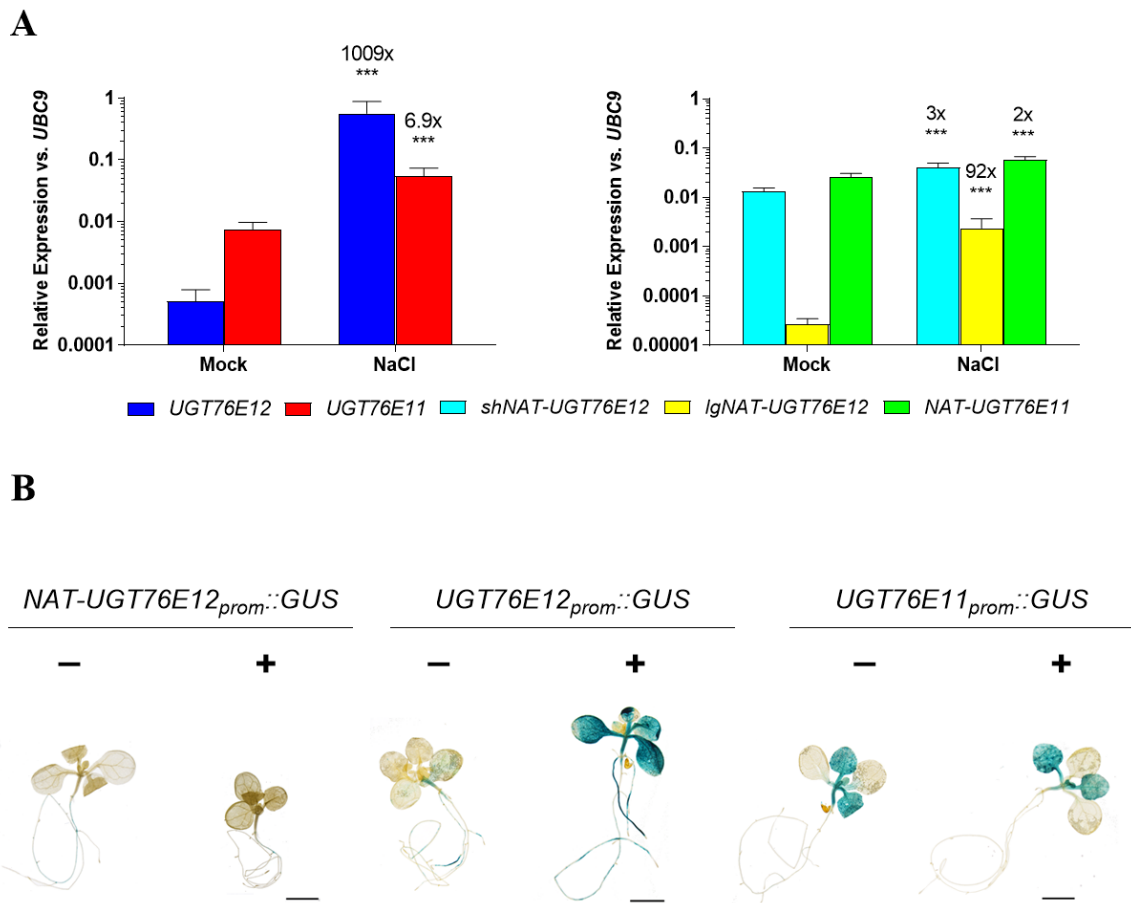 A
Relative Expression vs. UBC9
1
0.1
0.01
0.001
0.0001
1009x
***
6.9x
***
Mock
NaCl
Relative Expression vs. UBC9
1
0.1
0.01
0.001
0.0001
0.00001
3x
***
92x
***
2x
***
Mock
NaCl
UGT76E12 UGT76E11 shNAT-UGT76E12 lgNAT-UGT76E12 NAT-UGT76E11
B
NAT-UGT76E12prom::GUS UGT76E12prom::GUS UGT76E11prom::GUS
− + − + − +